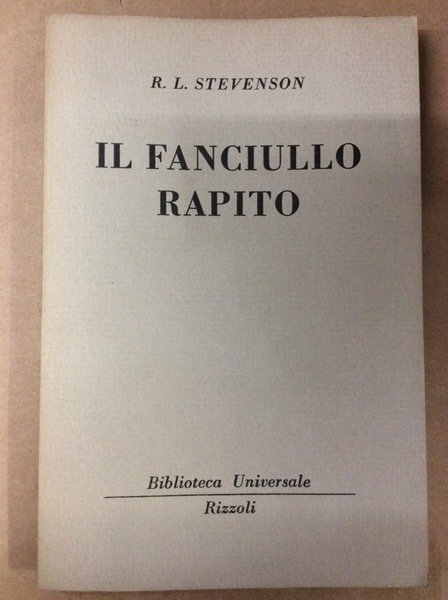 R. L. STEVENSON
IL FANCIULLO
RAPITO
Biblioteca Universale
Rizzoli